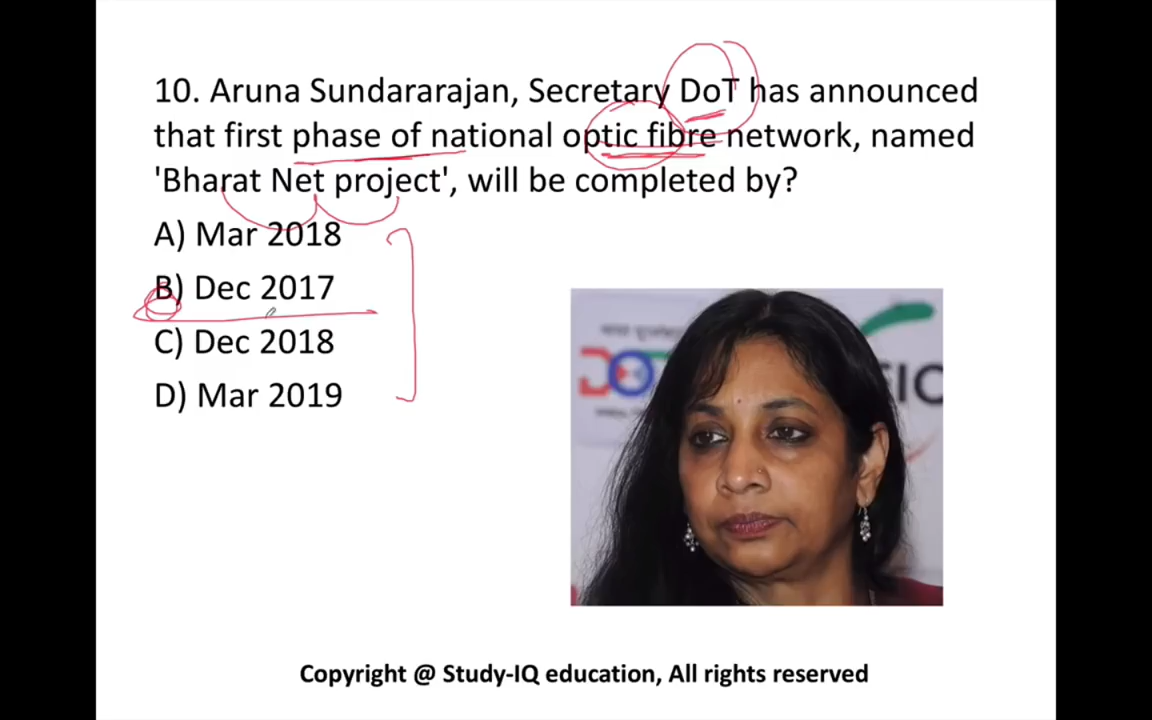 10. Aruna Sundararajan, Secretary DoT has announced
that first phase of national optic fibre network, named
'Bharat Net project', will be completed by?
A) Mar 2018
B) Dec 2017
C) Dec 2018
D) Mar 2019
Copyright @ Study-IQ education, All rights reserved